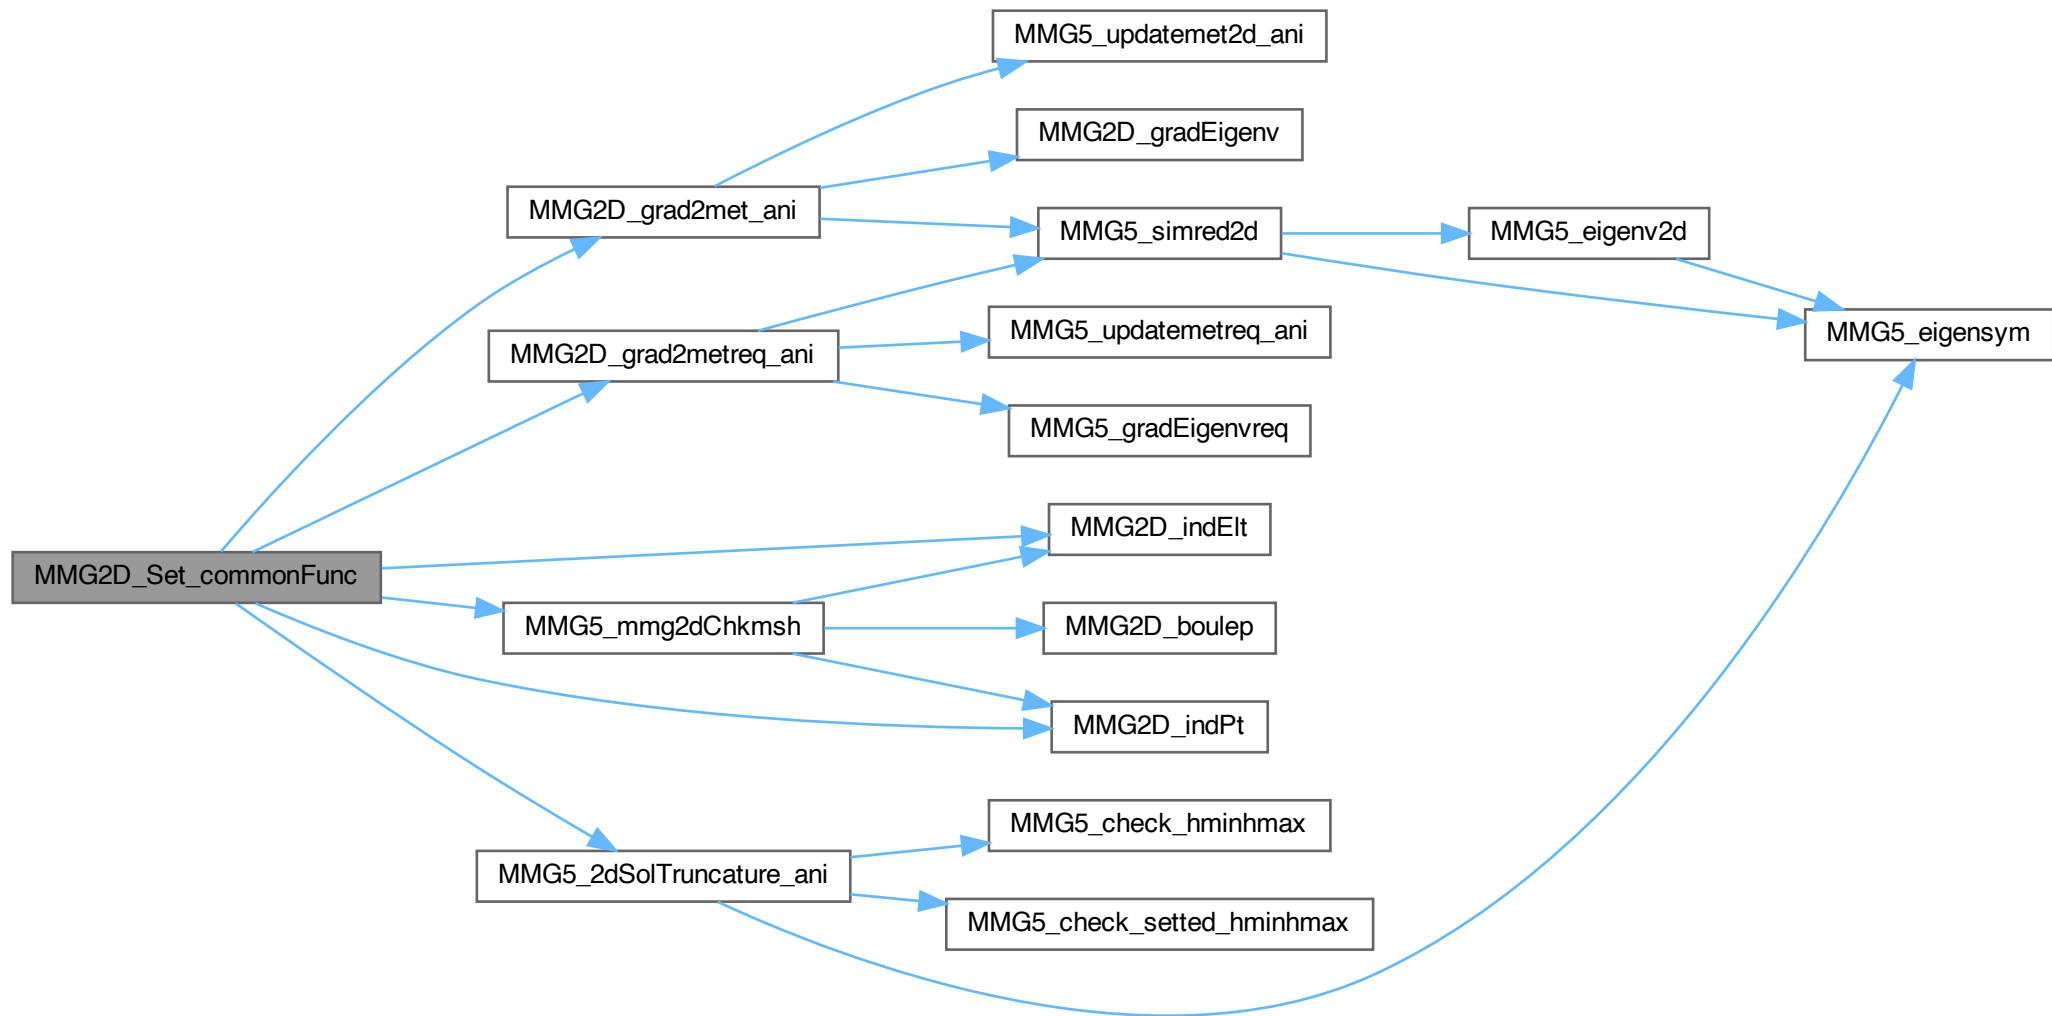 MMG5_updatemet2d_ani
MMG2D_gradEigenv
MMG2D_grad2met_ani
MMG5_simred2d
MMG5_eigenv2d
MMG5_updatemetreq_ani
MMG5_eigensym
MMG2D_grad2metreq_ani
MMG5_gradEigenvreq
MMG2D_indElt
MMG2D_Set_commonFunc
MMG5_mmg2dChkmsh
MMG2D_boulep
MMG2D_indPt
MMG5_check_hminhmax
MMG5_2dSolTruncature_ani
MMG5_check_setted_hminhmax